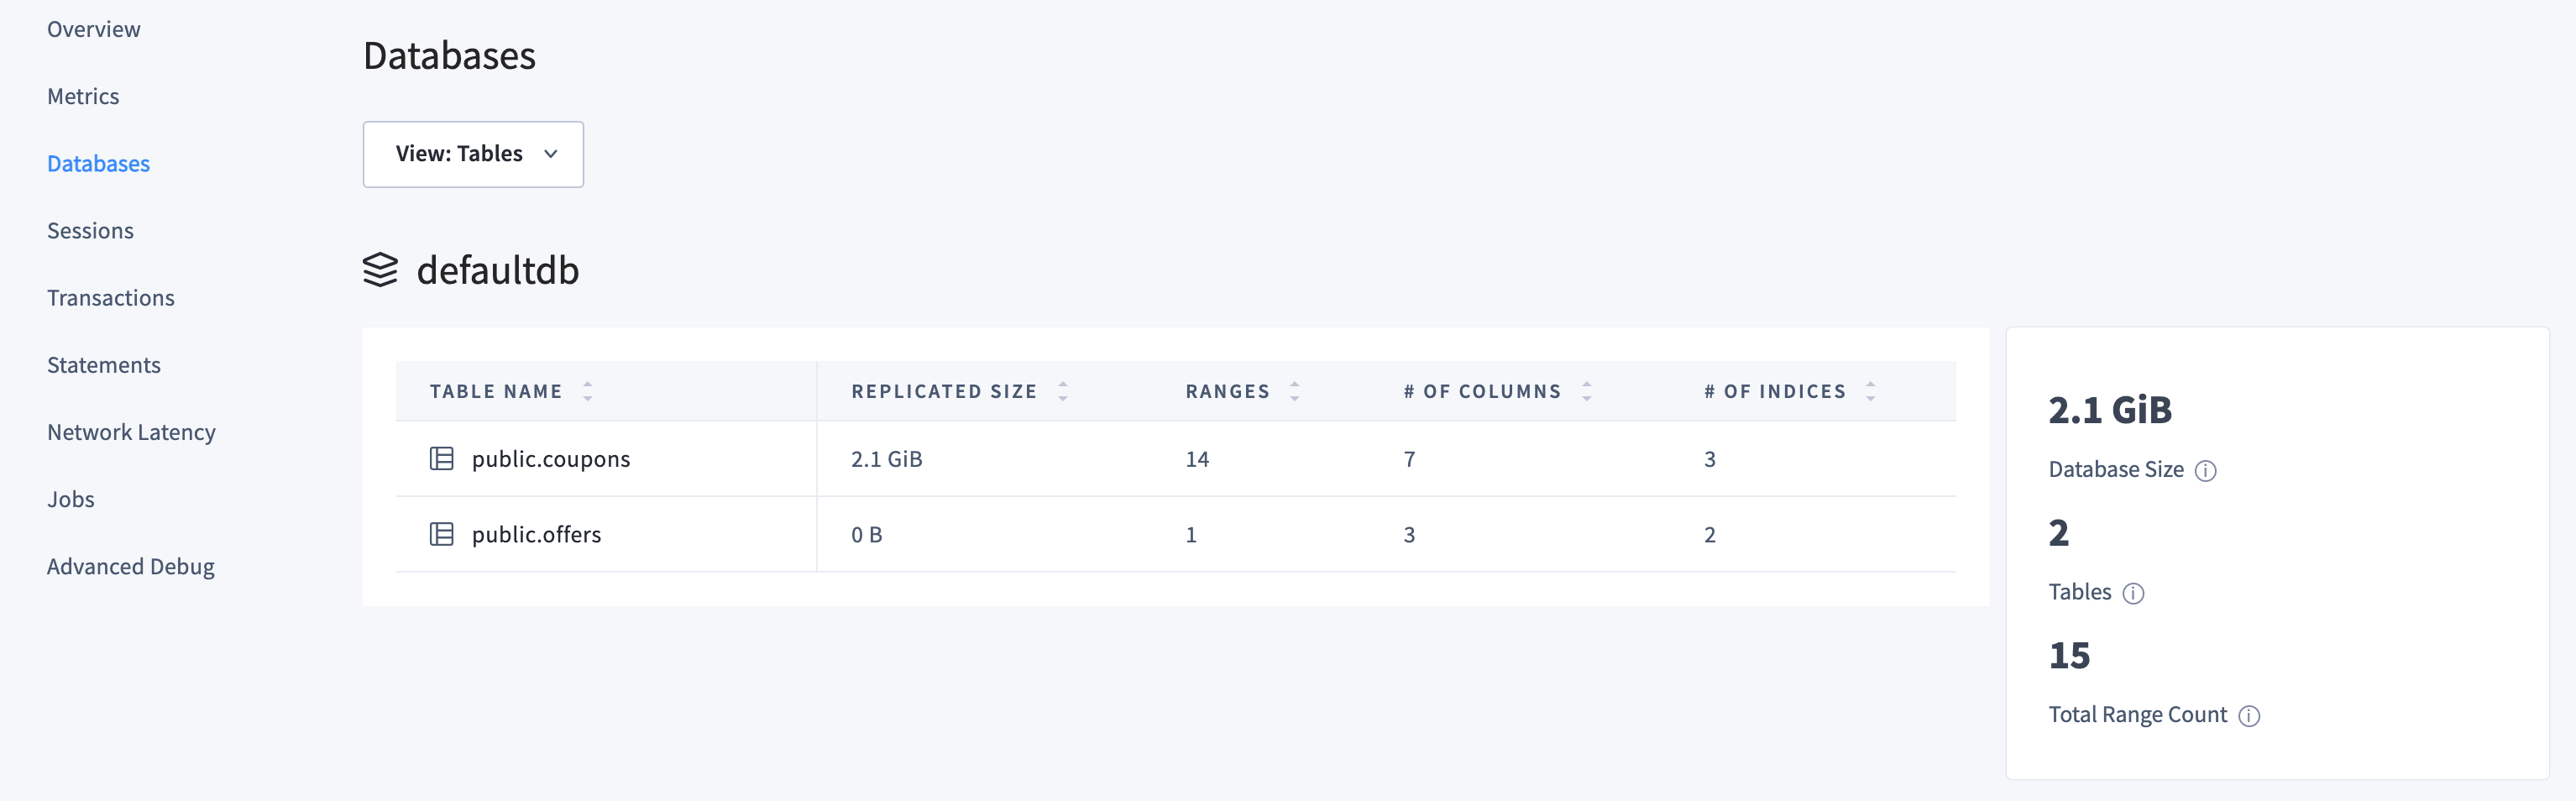 Overview
Metrics
Databases
Sessions
Transactions
Statements
Network Latency
Jobs
Advanced Debug
Databases
View: Tables
defaultdb
TABLE NAME REPLICATED SIZE RANGES # OF COLUMNS # OF INDICES
public.coupons 2.1 GiB 14 7 3
public.offers 0 B 1 3 2
2.1 GiB
Database Size
2
Tables
15
Total Range Count